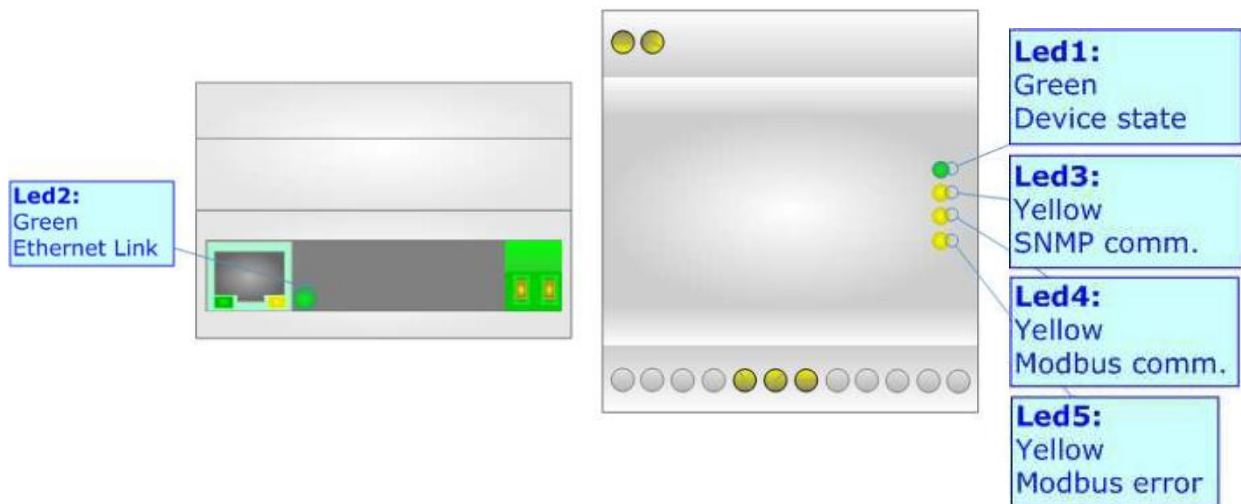 Led2:
Green
Ethernet Link
Led1:
Green
Device state
Led3:
Yellow
SNMP comm.
Led4:
Yellow
Modbus comm.
Led5:
Yellow
Modbus error